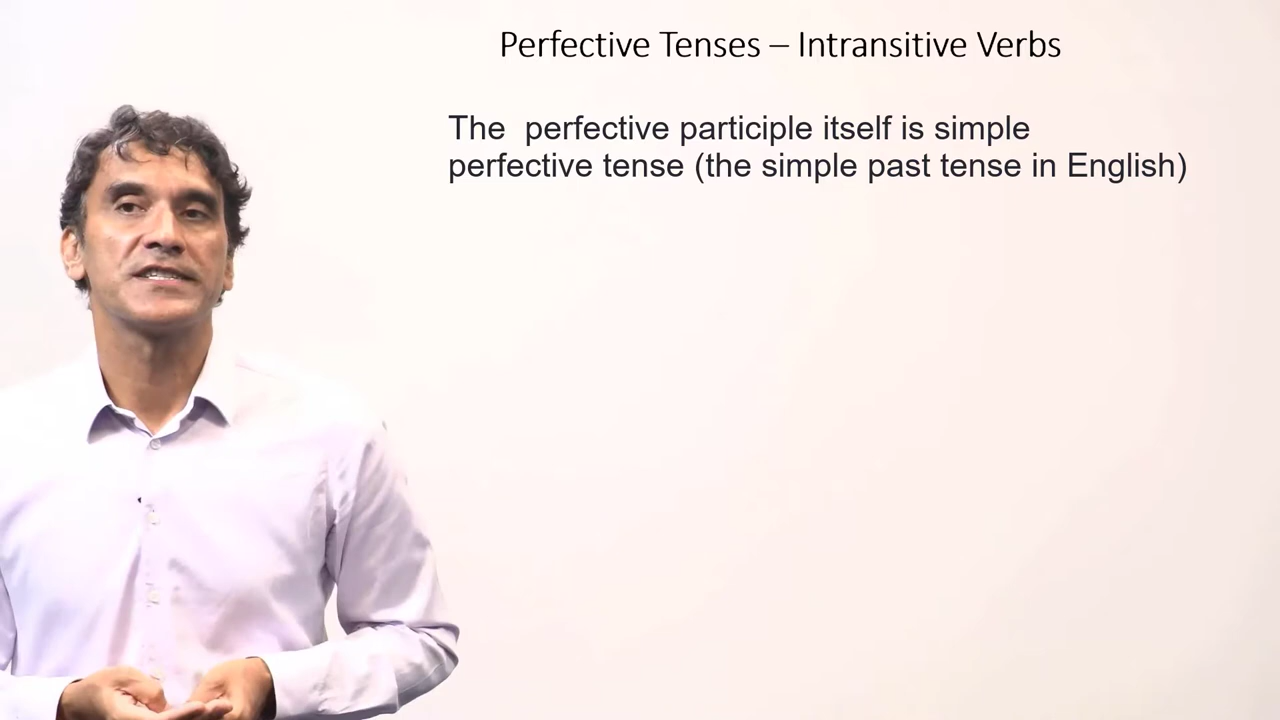 Perfective Tenses – Intransitive Verbs
The  perfective participle itself is simple
perfective tense (the simple past tense in English)